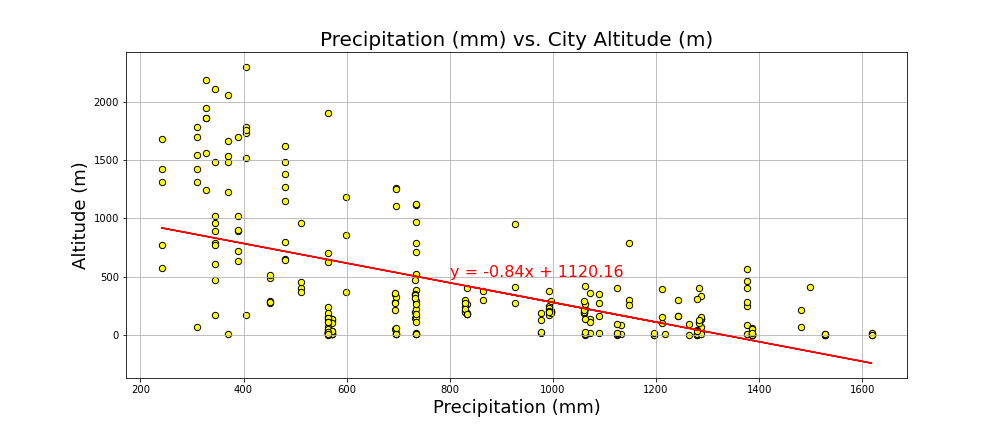 Precipitation (mm) vs. City Altitude (m)
2000
1500
1000
500
0
Altitude (m)
y = -0.84x + 1120.16
200 400 600 800 1000 1200 1400 1600
Precipitation (mm)